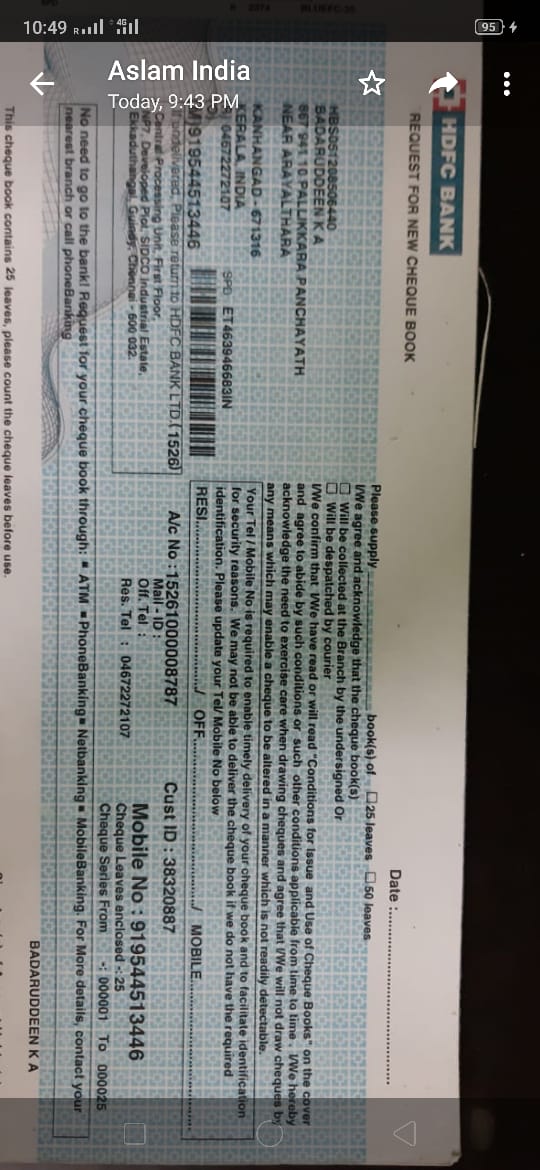 10:49
4G
95
Aslam India
Today, 9:43 PM
HDFC BANK
REQUEST FOR NEW CHEQUE BOOK
Date :
Please supply book(s) of 25 leaves 50 leaves
I/We agree and acknowledge that the cheque book(s)
Will be collected at the Branch by the undersigned Or
Will be despatched by courier
I/We confirm that I/We have read or will read "Conditions for Issue and Use of Cheque Books" on the cover
and agree to abide by such conditions or such other conditions applicable from time to time. I/We hereby
acknowledge the need to exercise care when drawing cheques and agree that I/We will not draw cheques by
any means which may enable a cheque to be altered in a manner which is not readily detectable.
HBS051208506440
BADARUDDEEN K A
867 941 10 PALLIKKARA PANCHAYATH
NEAR ARAYALTHARA
KANHANGAD - 671316
KERALA, INDIA
04672272107
SPD ET463946683IN
M)919544513446
If undelivered, Please return to HDFC BANK LTD.(1526)
Central Processing Unit, First Floor,
NP7, Developed Plot, SIDCO Industrial Estate,
Ekkaduthangal, Guindy, Chennai - 600 032.
Your Tel / Mobile No is required to enable timely delivery of your cheque book and to facilitate identification
for security reasons. We may not be able to deliver the cheque book if we do not have the required
identification. Please update your Tel/ Mobile No below
RESI......../ OFF......../ MOBILE........
A/c No : 15261000008787 Cust ID : 38320887
Mail - ID :
Off. Tel :
Res. Tel : 04672272107
Mobile No : 919544513446
Cheque Leaves enclosed -: 25
Cheque Series From -: 000001 To 000025
No need to go to the bank! Request for your cheque book through: ▪ ATM ▪ PhoneBanking ▪ Netbanking ▪ MobileBanking. For More details, contact your
nearest branch or call phoneBanking
BADARUDDEEN K A
This cheque book contains 25 leaves, please count the cheque leaves before use.